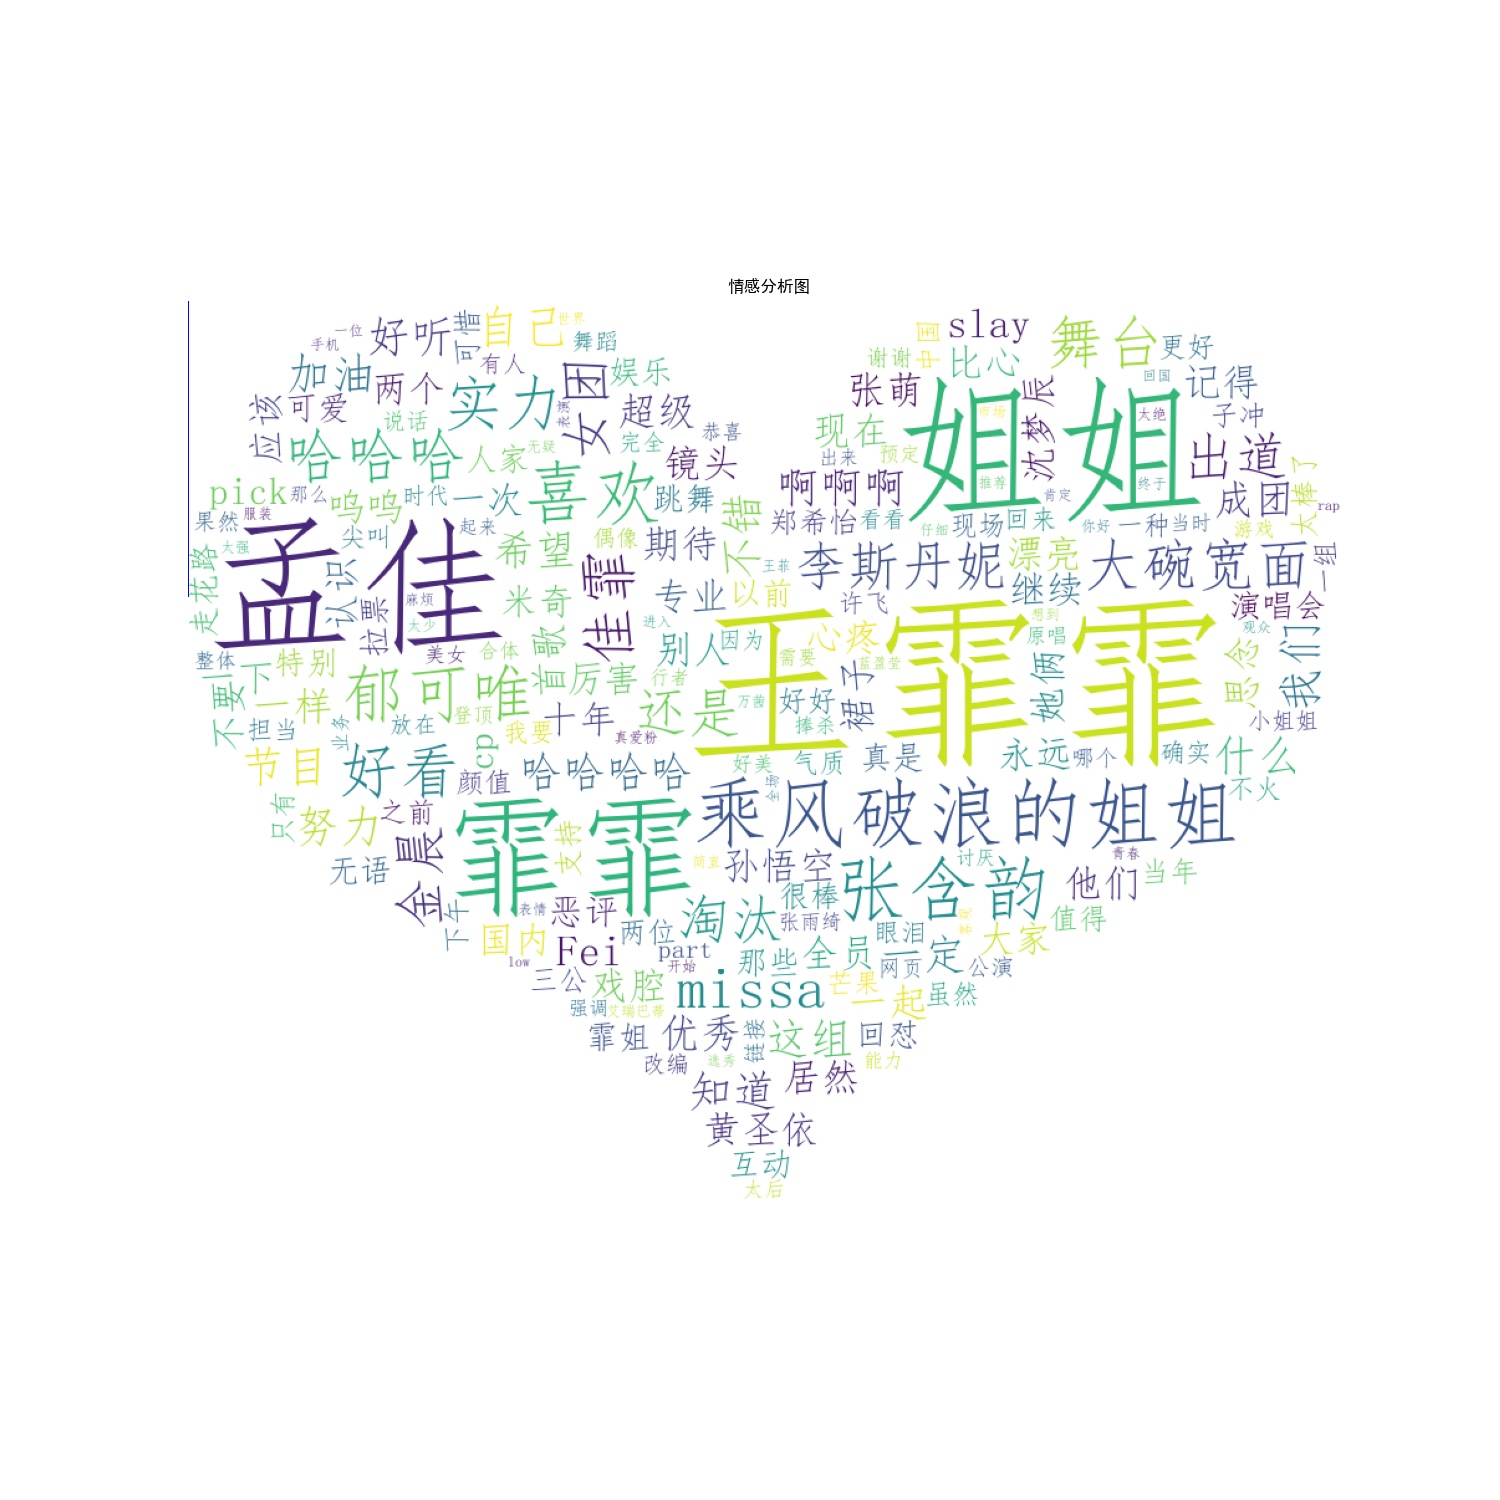 情感分析图
一位
手机
好听
可惜
自己
世界
舞蹈
有人
加油
两个
可爱
应该
说话
实力
女团
表演
娱乐
超级
恭喜
完全
无疑
哈哈哈
人家
喜欢
镜头
pick
那么
呜呜
时代
一次
跳舞
果然
服装
尖叫
起来
希望
偶像
期待
不错
太强
孟佳
走花路
认识
拉票
麻烦
太少
米奇
佳霏
专业
以前
王菲
首歌
进入
别人
因为
整体
下
特别
美女
合体
厉害
行者
不要
一样
郁可唯
登顶
还是
万茜
担当
业务
放在
cp
我要
十年
真爱粉
节目
好看
颜值
哈哈哈哈
只有
努力
之前
金晨
无语
霏霏
支持
简直
下午
表情
恶评
国内
low
Fei
两位
part
开始
三公
戏腔
强调
艾瑞巴蒂
霏姐
优秀
链接
改编
选秀
中国
slay
舞台
更好
谢谢
比心
回国
记得
张萌
姐姐
市场
沈梦辰
太绝
子冲
现在
出来
预定
推荐
肯定
终于
出道
太棒了
啊啊啊
成团
rap
郑希怡
看看
仔细
现场
回来
你好
一种
当时
游戏
李斯丹妮
漂亮
大碗宽面
一组
继续
许飞
演唱会
想到
观众
王霏霏
心疼
原唱
需要
蓝盈莹
裙子
她俩
思念
我们
好好
捧杀
小姐姐
好美
气质
真是
永远
哪个
确实
什么
全场
不火
乘风破浪的姐姐
孙悟空
讨厌
青春
张含韵
他们
当年
很棒
淘汰
张雨绮
客观
值得
眼泪
大家
那些
全员
一定
网页
公演
missa
芒果
一起
虽然
这组
回怼
能力
居然
知道
黄圣依
互动
太后